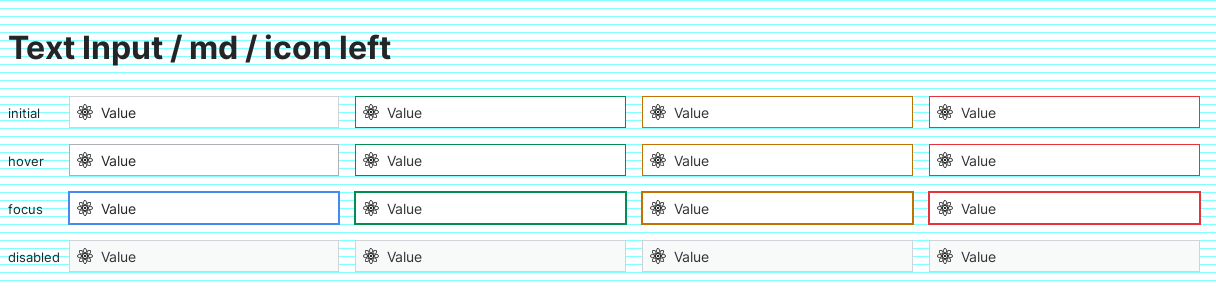 Text Input / md / icon left
initial Value Value Value Value
hover Value Value Value Value
focus Value Value Value Value
disabled Value Value Value Value